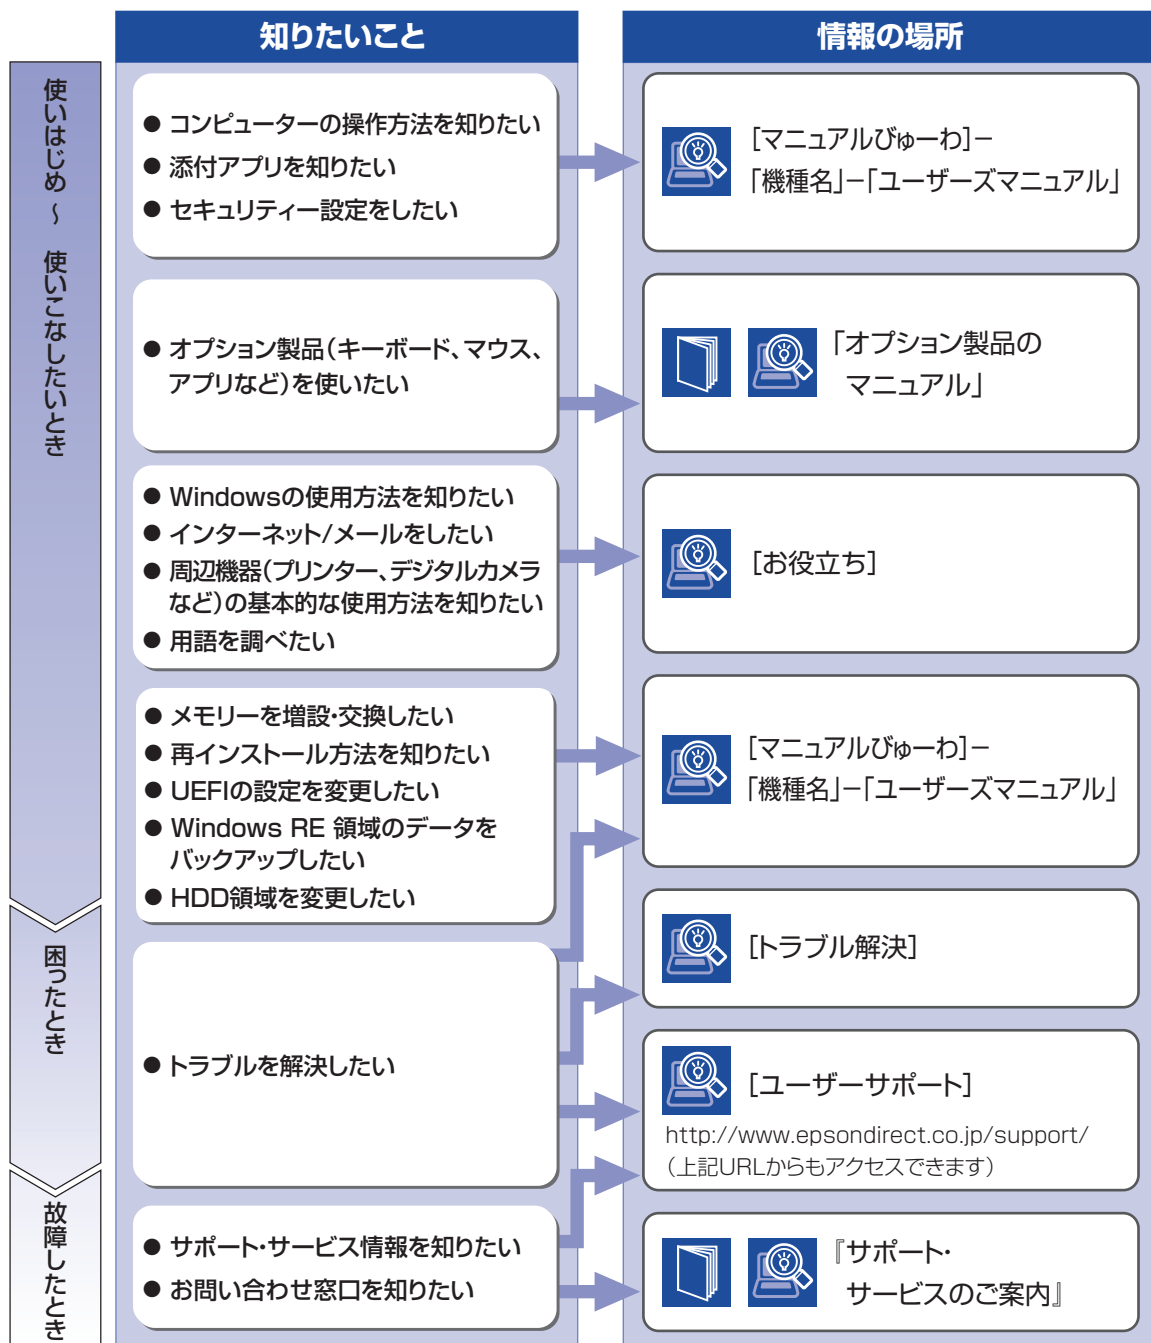 知りたいこと
情報の場所
使いはじめ ～ 使いこなしたいとき
● コンピューターの操作方法を知りたい
● 添付アプリを知りたい
● セキュリティー設定をしたい
［マニュアルびゅーわ］－
「機種名」－「ユーザーズマニュアル」
● オプション製品（キーボード、マウス、
アプリなど）を使いたい
「オプション製品の
マニュアル」
● Windowsの使用方法を知りたい
● インターネット/メールをしたい
● 周辺機器（プリンター、デジタルカメラ
など）の基本的な使用方法を知りたい
● 用語を調べたい
［お役立ち］
● メモリーを増設・交換したい
● 再インストール方法を知りたい
● UEFIの設定を変更したい
● Windows RE 領域のデータを
バックアップしたい
● HDD領域を変更したい
［マニュアルびゅーわ］－
「機種名」－「ユーザーズマニュアル」
困ったとき
● トラブルを解決したい
［トラブル解決］
［ユーザーサポート］
http://www.epsondirect.co.jp/support/
（上記URLからもアクセスできます）
故障したとき
● サポート・サービス情報を知りたい
● お問い合わせ窓口を知りたい
『サポート・
サービスのご案内』